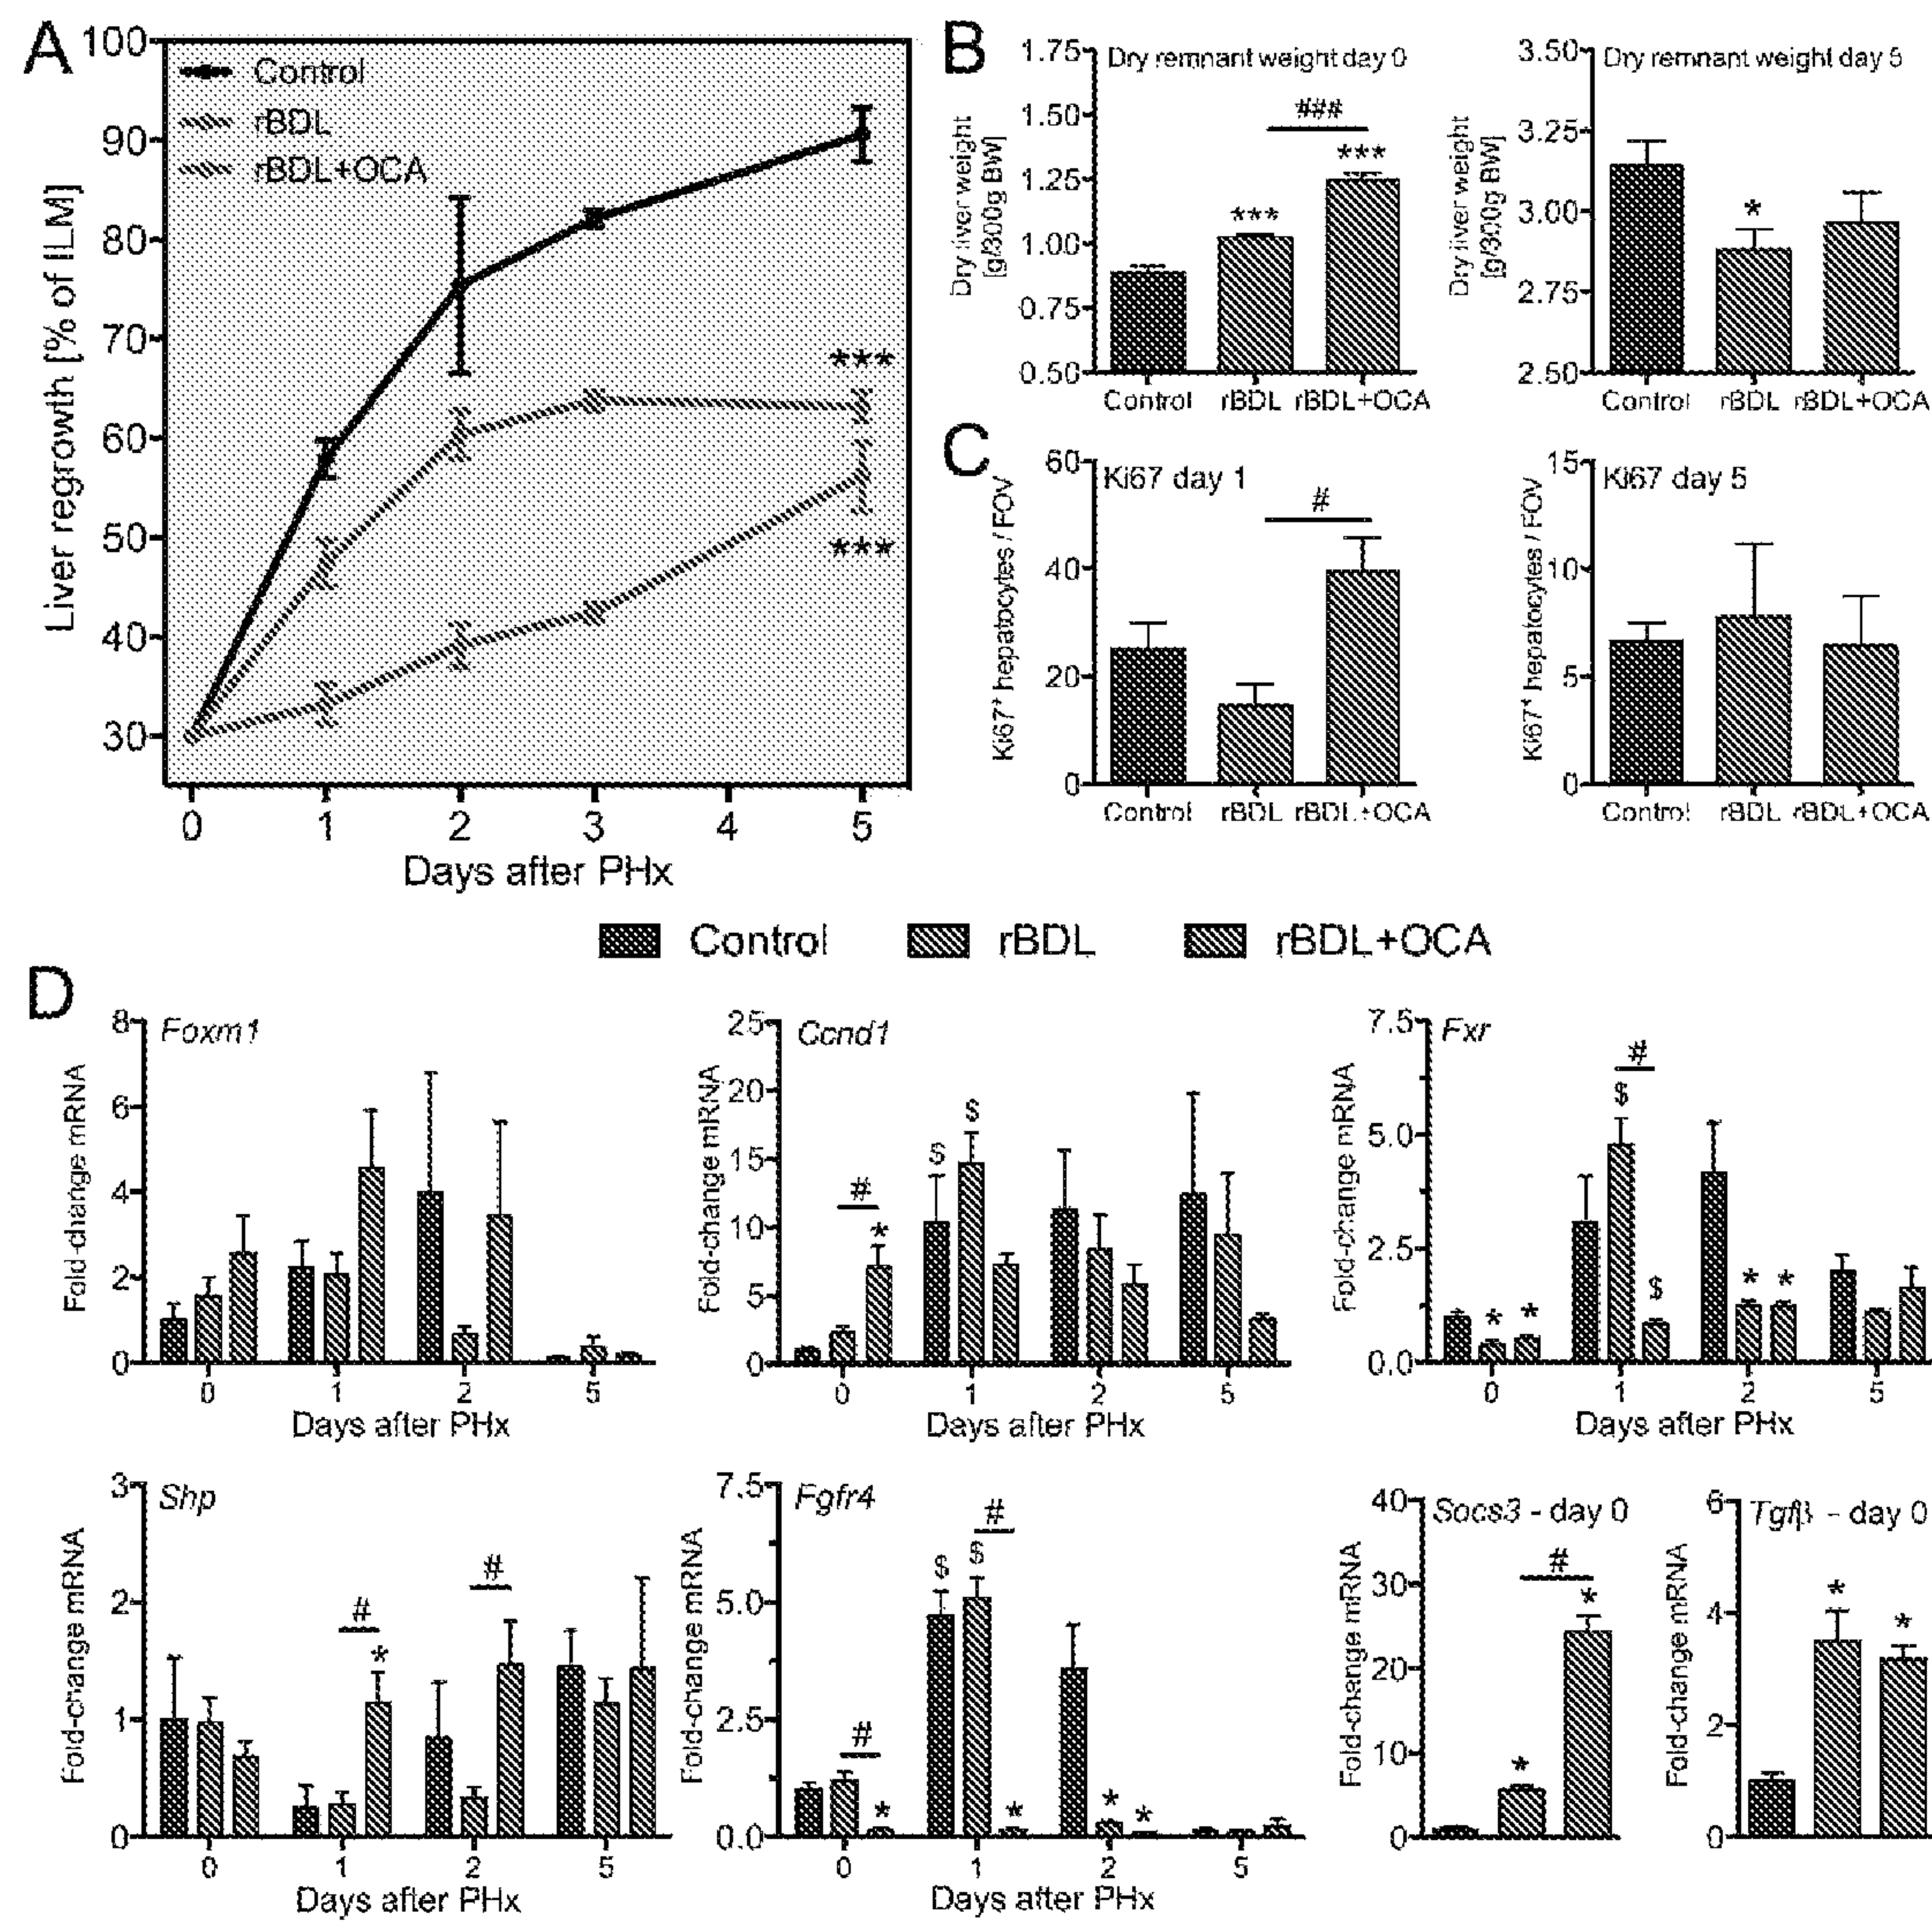 A
100
90
80
70
60
50
40
30
Liver regrowth [% of ILM]
Control
rBDL
rBDL+OCA
***
***
0 1 2 3 4 5
Days after PHx
B
Dry remnant weight day 0
1.75
1.50
1.25
1.00
0.75
0.50
Dry liver weight
[g/300g BW]
###
***
***
Control rBDL rBDL+OCA
Dry remnant weight day 5
3.50
3.25
3.00
2.75
2.50
Dry liver weight
[g/300g BW]
*
Control rBDL rBDL+OCA
C
Ki67 day 1
60
40
20
0
Ki67⁺ hepatocytes / FOV
#
Control rBDL rBDL+OCA
Ki67 day 5
15
10
5
0
Ki67⁺ hepatocytes / FOV
Control rBDL rBDL+OCA
Control rBDL rBDL+OCA
D
Foxm1
8
6
4
2
0
Fold-change mRNA
0 1 2 5
Days after PHx
Ccnd1
25
20
15
10
5
0
Fold-change mRNA
#
*
$
$
0 1 2 5
Days after PHx
Fxr
7.5
5.0
2.5
0.0
Fold-change mRNA
#
$
* * $ * *
0 1 2 5
Days after PHx
Shp
3
2
1
0
Fold-change mRNA
#
*
#
0 1 2 5
Days after PHx
Fgfr4
7.5
5.0
2.5
0.0
Fold-change mRNA
#
*
$ $
#
* * *
0 1 2 5
Days after PHx
Socs3 - day 0
40
30
20
10
0
Fold-change mRNA
#
* *
Tgfβ - day 0
6
4
2
0
Fold-change mRNA
* *